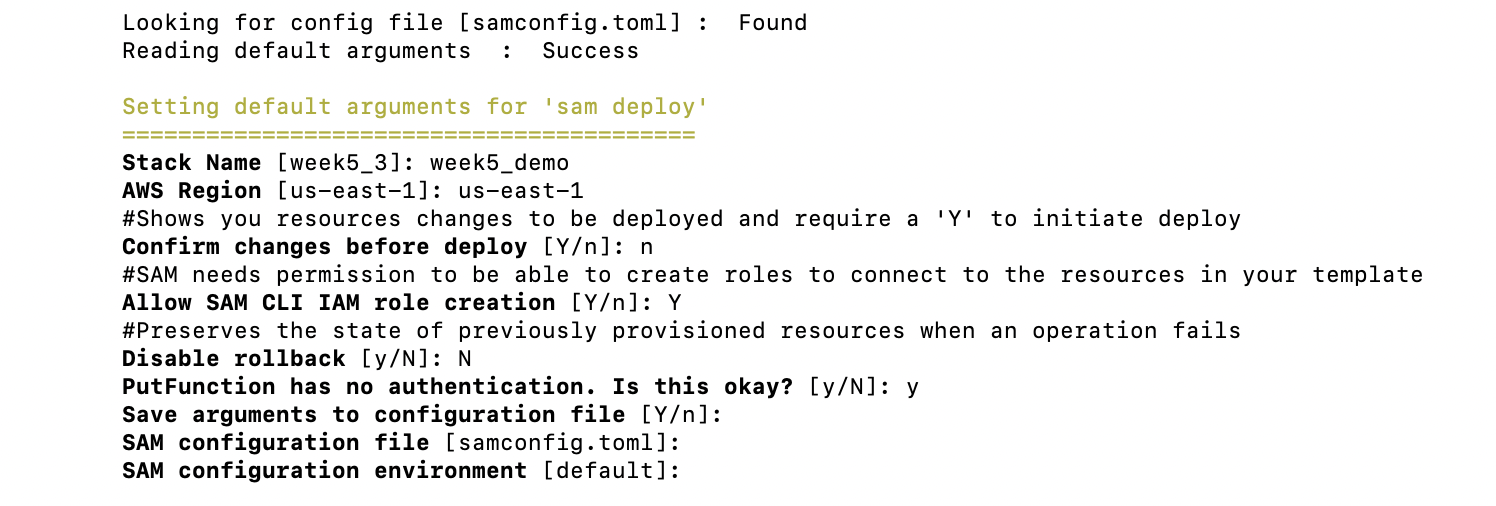 Looking for config file [samconfig.toml] :  Found
Reading default arguments  :  Success
Setting default arguments for 'sam deploy'
=========================================
Stack Name [week5_3]: week5_demo
AWS Region [us-east-1]: us-east-1
#Shows you resources changes to be deployed and require a 'Y' to initiate deploy
Confirm changes before deploy [Y/n]: n
#SAM needs permission to be able to create roles to connect to the resources in your template
Allow SAM CLI IAM role creation [Y/n]: Y
#Preserves the state of previously provisioned resources when an operation fails
Disable rollback [y/N]: N
PutFunction has no authentication. Is this okay? [y/N]: y
Save arguments to configuration file [Y/n]:
SAM configuration file [samconfig.toml]:
SAM configuration environment [default]: